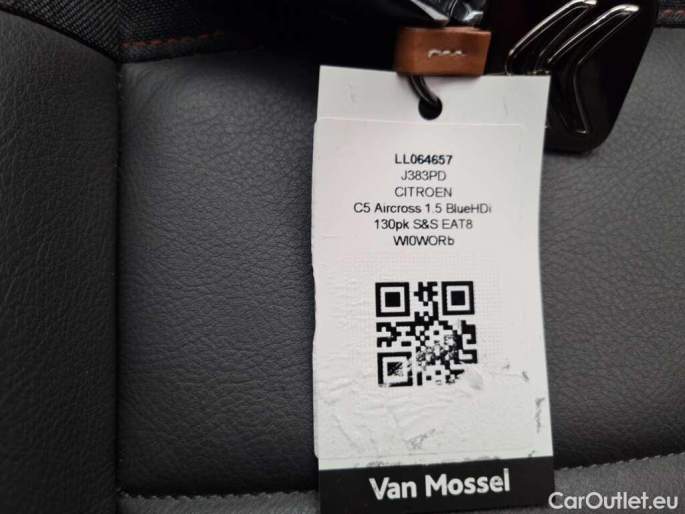 LL064657
J383PD
CITROEN
C5 Aircross 1.5 BlueHDi
130pk S&S EAT8
WI0WORb
Van Mossel
CarOutlet.eu